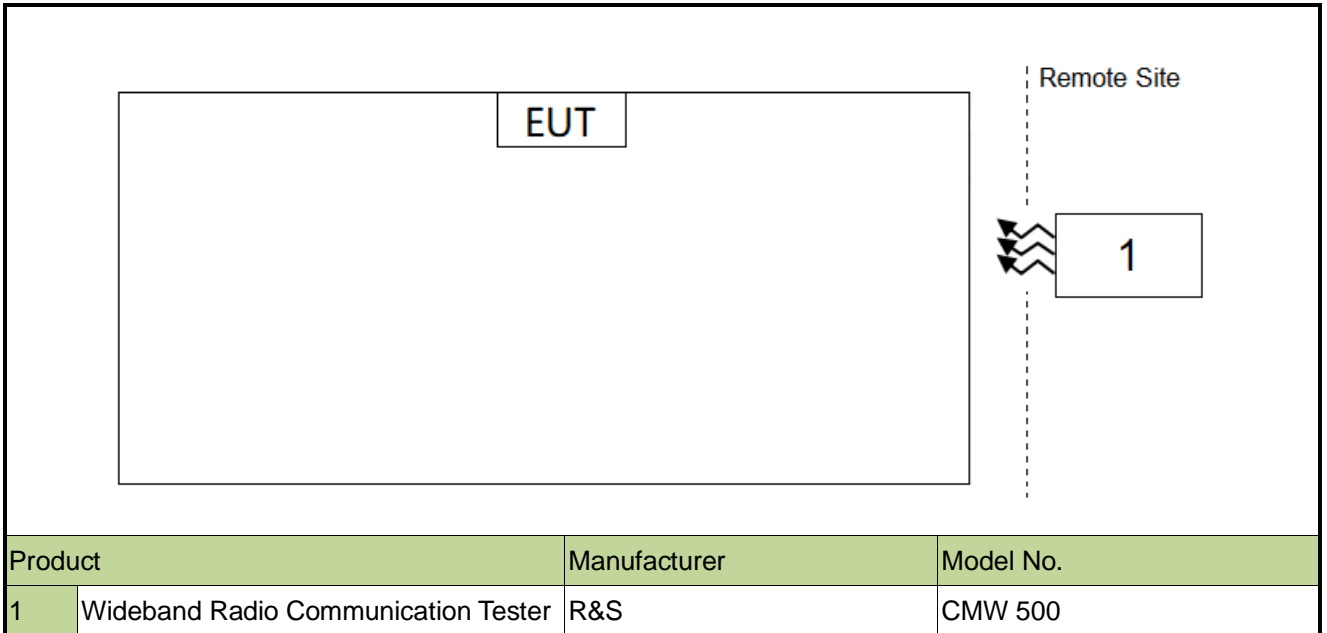 Remote Site
EUT
1
Product Manufacturer Model No.
1 Wideband Radio Communication Tester R&S CMW 500